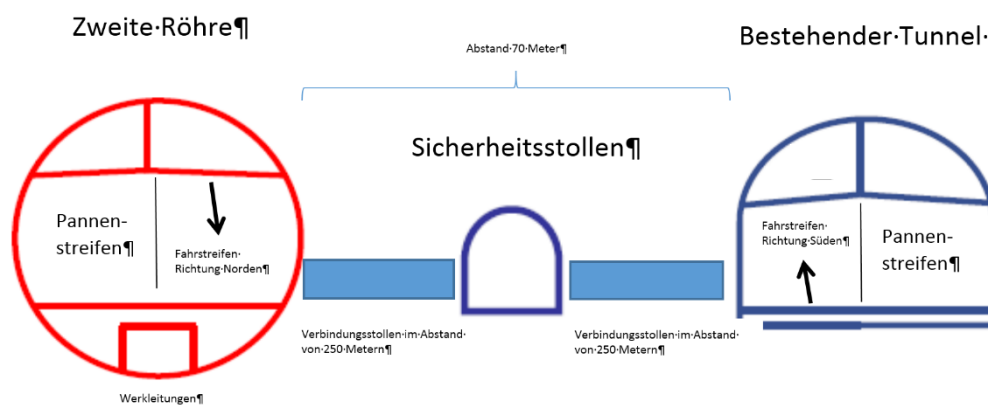 Zweite·Röhre¶
Abstand·70·Meter¶
Bestehender·Tunnel·
Sicherheitsstollen¶
Pannen-
streifen¶
Fahrstreifen·
Richtung·Norden¶
Fahrstreifen·
Richtung·Süden¶
Pannen-
streifen¶
Verbindungsstollen·im·Abstand·
von·250·Metern¶
Verbindungsstollen·im·Abstand·
von·250·Metern¶
Werkleitungen¶